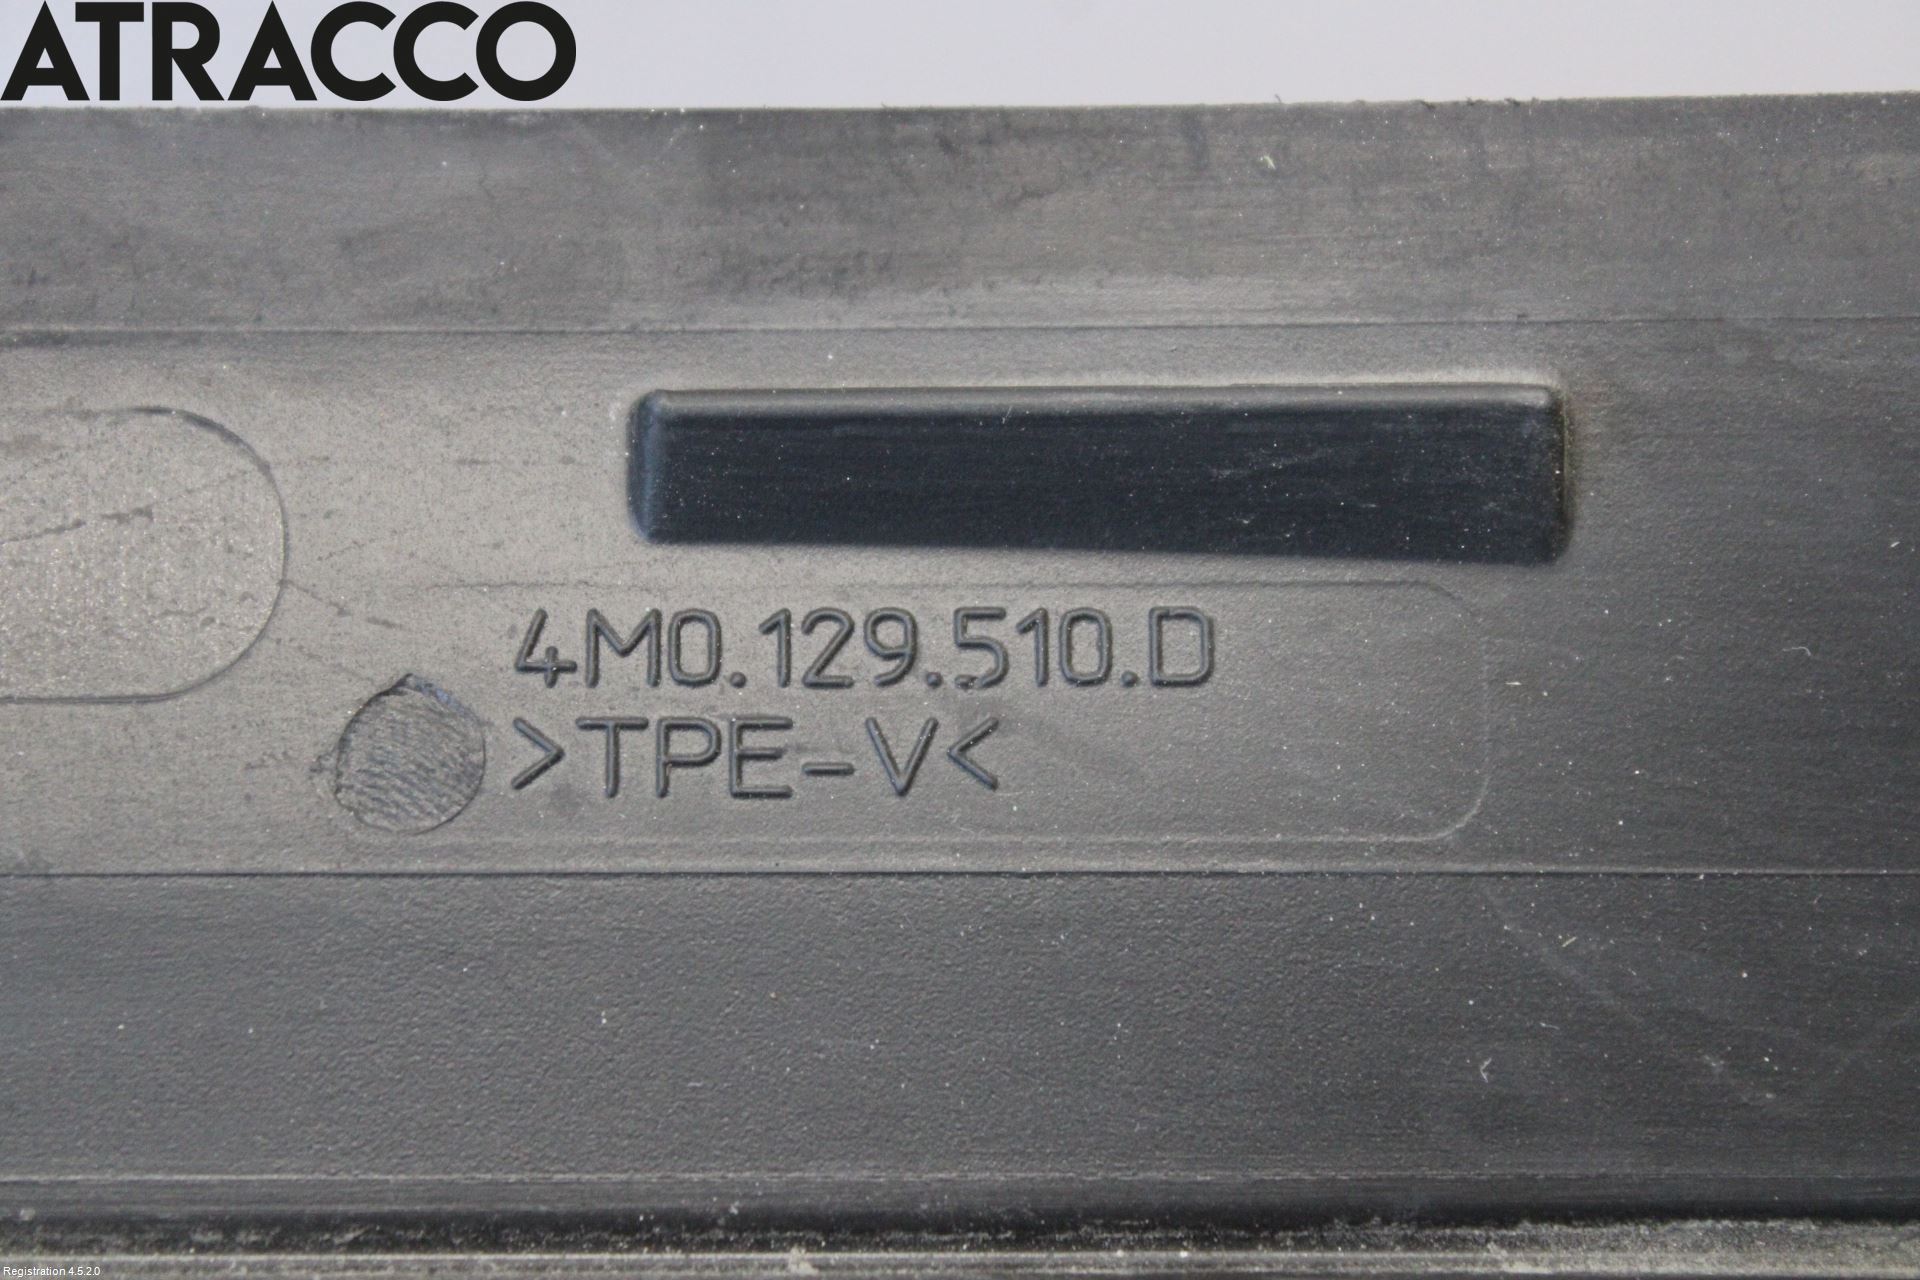 ATRACCO
4M0.129.510.D
>TPE-V<
Registration 4.5.2.0